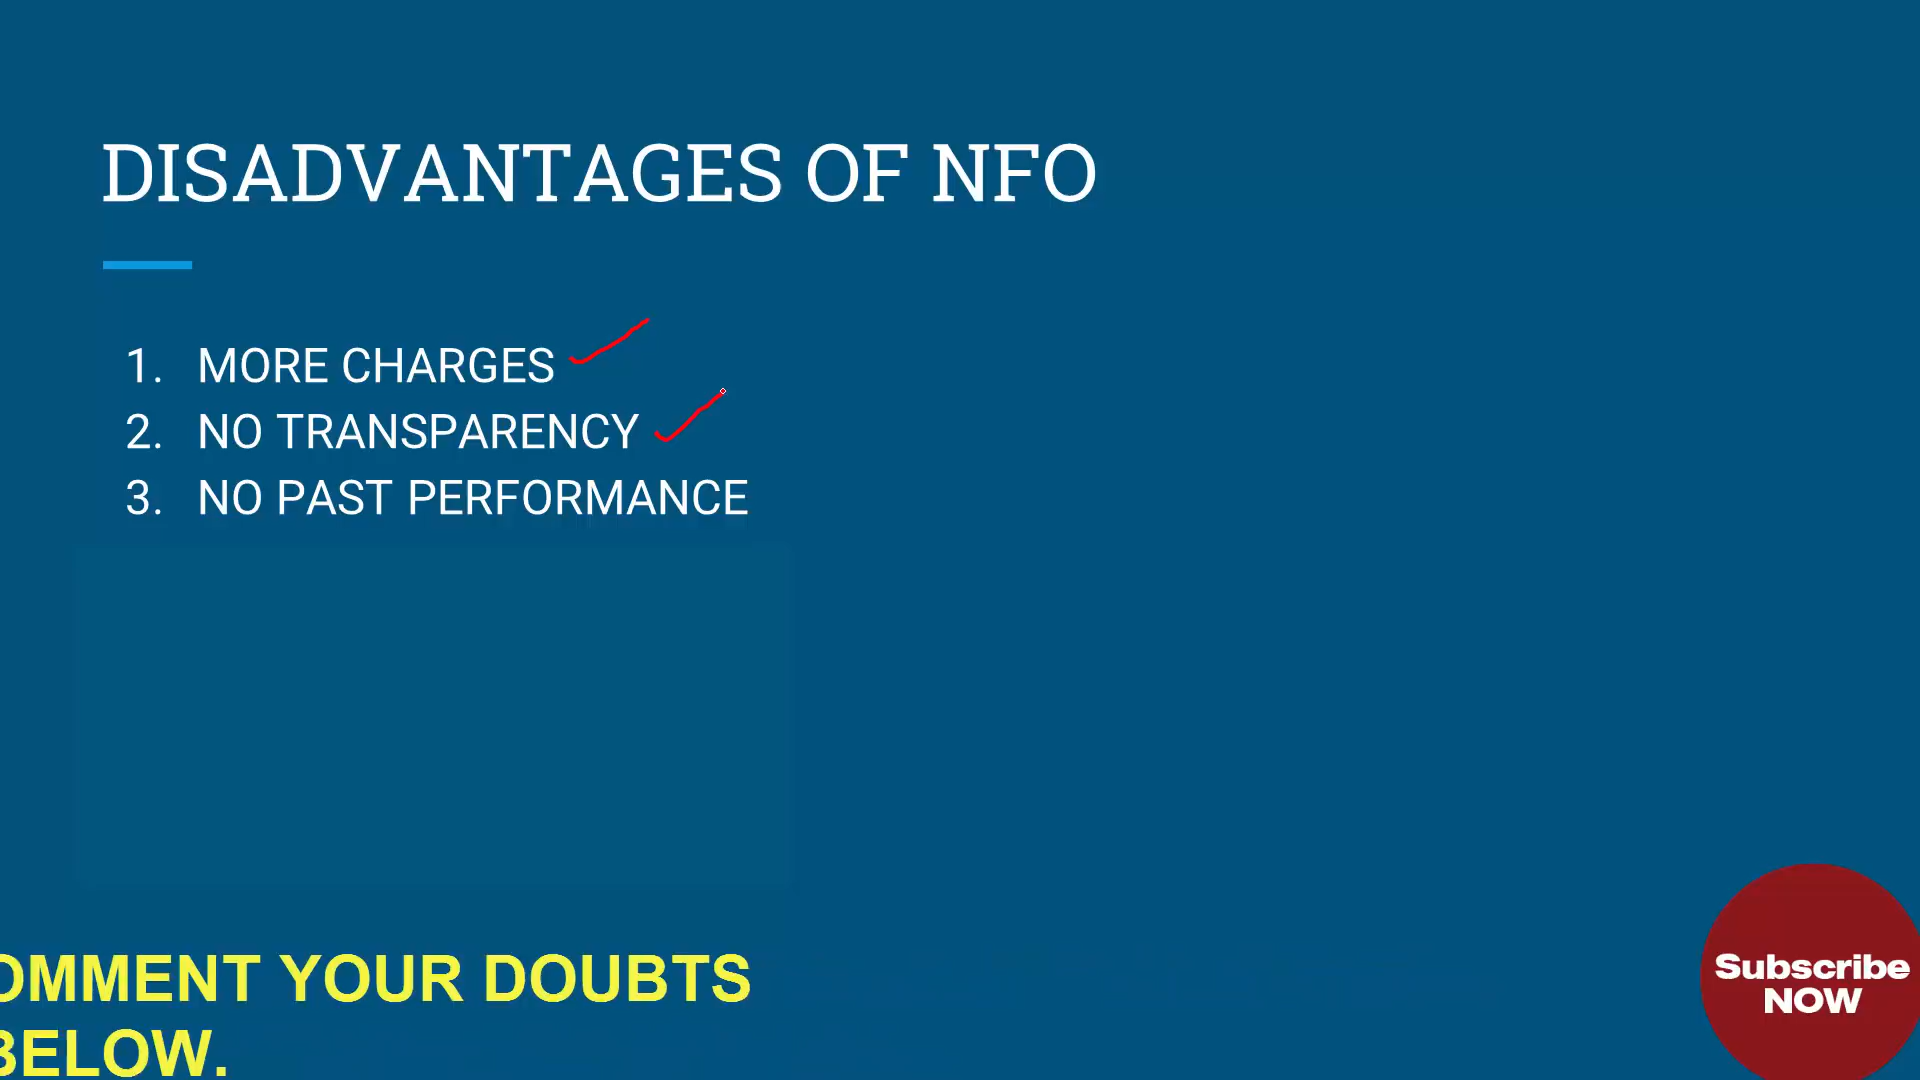 DISADVANTAGES OF NFO
1. MORE CHARGES
2. NO TRANSPARENCY
3. NO PAST PERFORMANCE
OMMENT YOUR DOUBTS
BELOW.
Subscribe
NOW